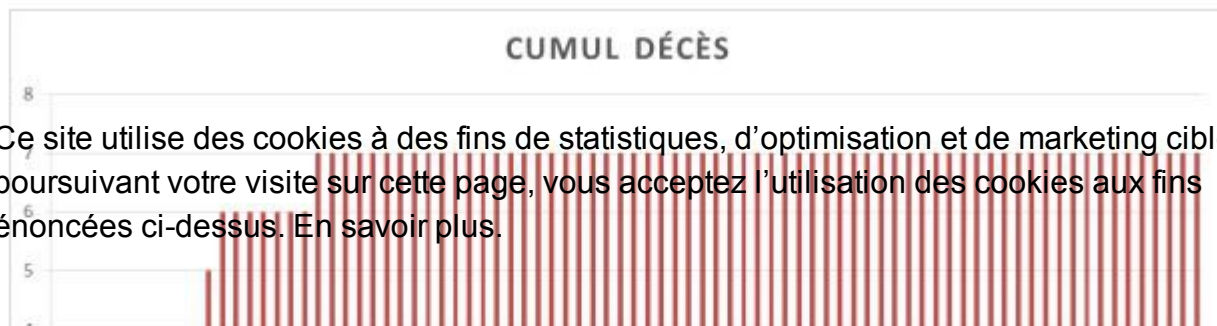 CUMUL DÉCÈS
8
Ce site utilise des cookies à des fins de statistiques, d’optimisation et de marketing cibl
7
poursuivant votre visite sur cette page, vous acceptez l’utilisation des cookies aux fins
6
énoncées ci-dessus. En savoir plus.
5